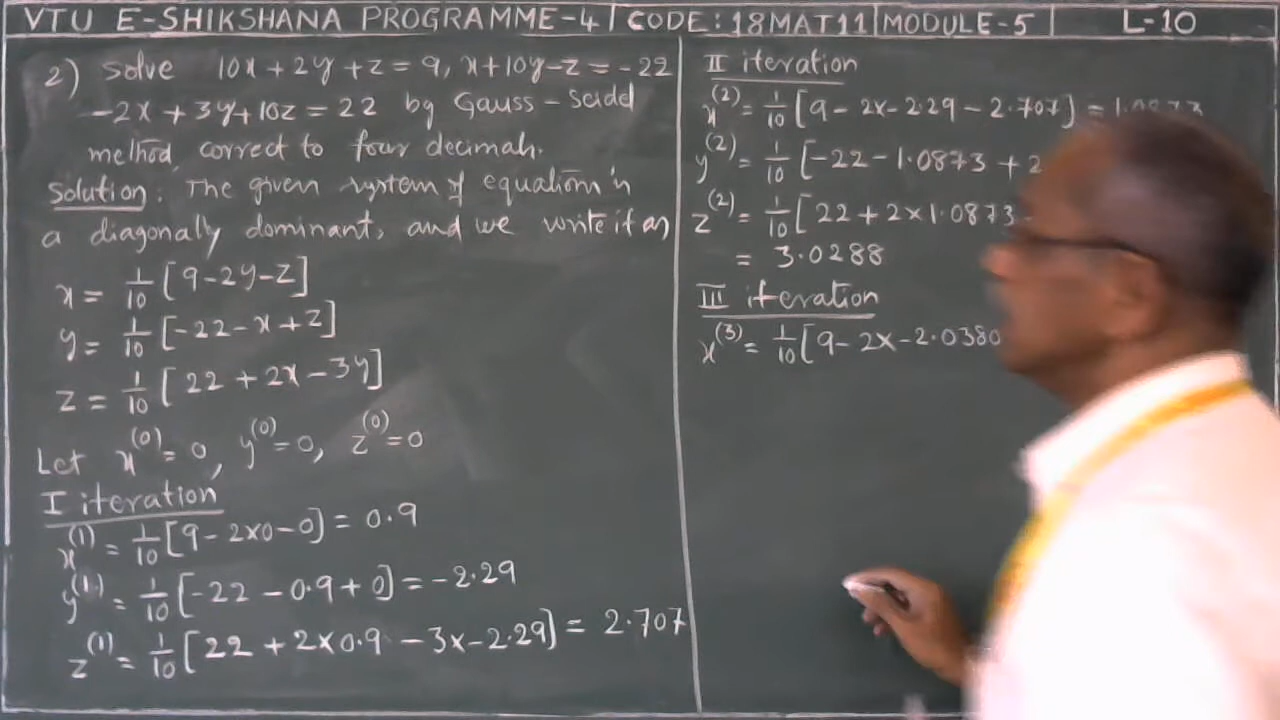 VTU E-SHIKSHANA PROGRAMME-4 | CODE:18MAT11 | MODULE-5 | L-10
2) Solve 10x+2y+z=9, x+10y-z=-22
-2x+3y+10z=22 by Gauss-Seidel
method, correct to four decimals.
Solution: The given system of equations is
a diagonally dominant, and we write it as
x = 1/10 [9-2y-z]
y = 1/10 [-22-x+z]
z = 1/10 [22+2x-3y]
Let x^(0)=0, y^(0)=0, z^(0)=0
I iteration
x^(1) = 1/10 [9-2x0-0] = 0.9
y^(1) = 1/10 [-22-0.9+0] = -2.29
z^(1) = 1/10 [22+2x0.9-3x-2.29] = 2.707
II iteration
x^(2) = 1/10 [9-2x-2.29-2.707] = 1.0873
y^(2) = 1/10 [-22-1.0873+2
z^(2) = 1/10 [22+2x1.0873-
= 3.0288
III iteration
x^(3) = 1/10 [9-2x-2.0380